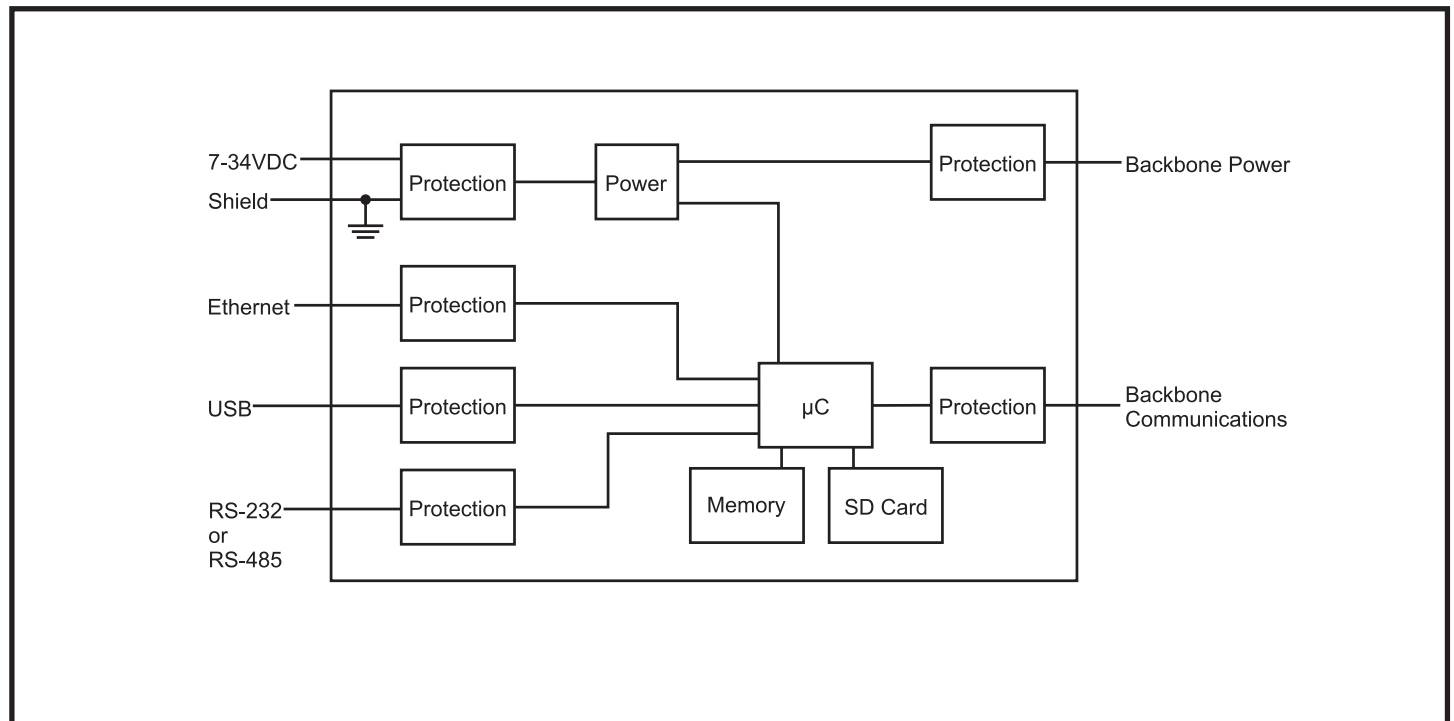 7-34VDC
Shield
Protection
Power
Protection
Backbone Power
Ethernet
Protection
USB
Protection
µC
Protection
Backbone
Communications
RS-232
or
RS-485
Protection
Memory
SD Card